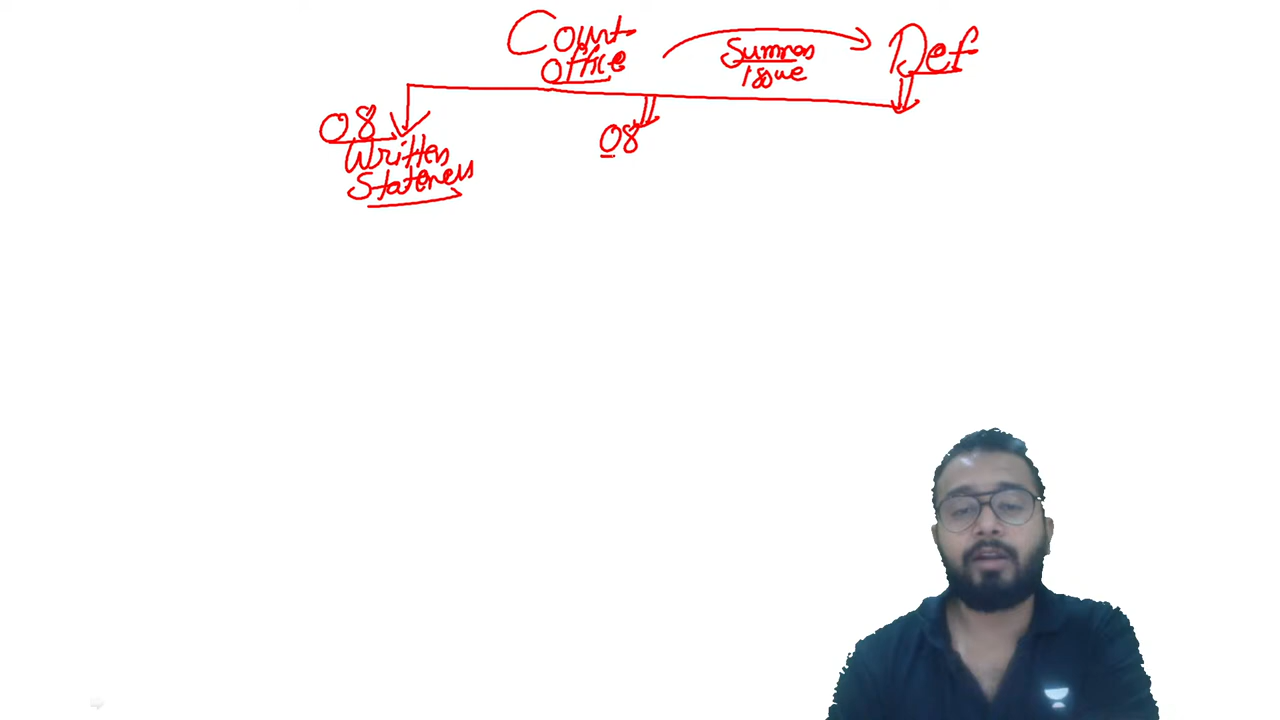 Court
office
Summons
Issue
Def
O8
Written
Statement
O8